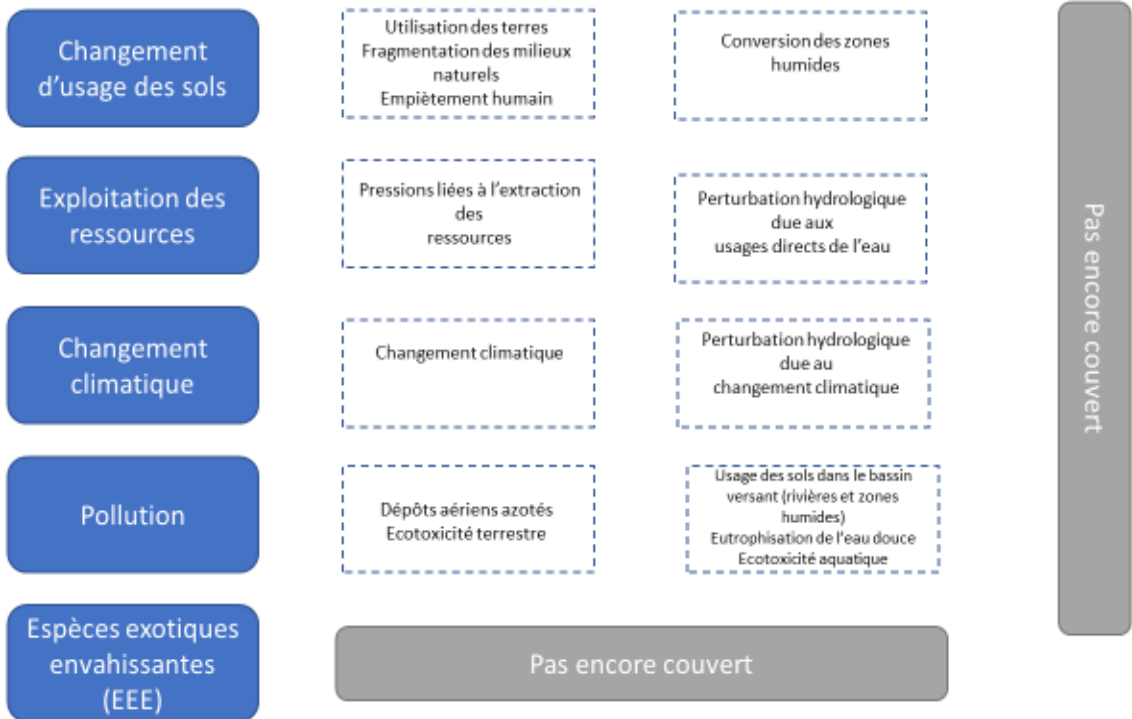 Changement
d'usage des sols
Utilisation des terres
Fragmentation des milieux
naturels
Empiètement humain
Conversion des zones
humides
Exploitation des
ressources
Pressions liées à l'extraction
des
ressources
Perturbation hydrologique
due aux
usages directs de l'eau
Changement
climatique
Changement climatique
Perturbation hydrologique
due au
changement climatique
Pollution
Dépôts aériens azotés
Ecotoxicité terrestre
Usage des sols dans le bassin
versant (rivières et zones
humides)
Eutrophisation de l'eau douce
Ecotoxicité aquatique
Espèces exotiques
envahissantes
(EEE)
Pas encore couvert
Pas encore couvert